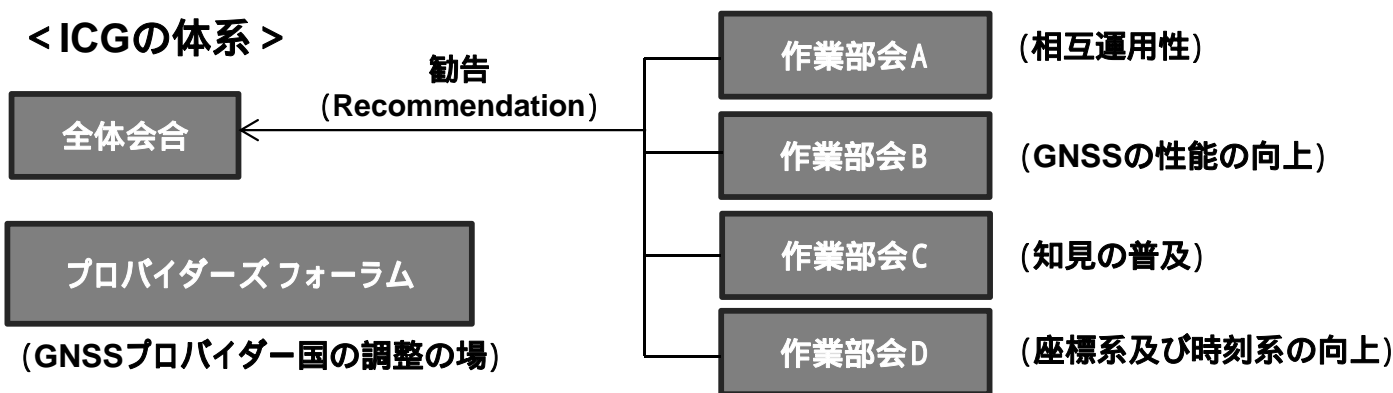 ＜ICGの体系＞
勧告
(Recommendation)
全体会合
プロバイダーズ フォーラム
(GNSSプロバイダー国の調整の場)
作業部会A
(相互運用性)
作業部会B
(GNSSの性能の向上)
作業部会C
(知見の普及)
作業部会D
(座標系及び時刻系の向上)